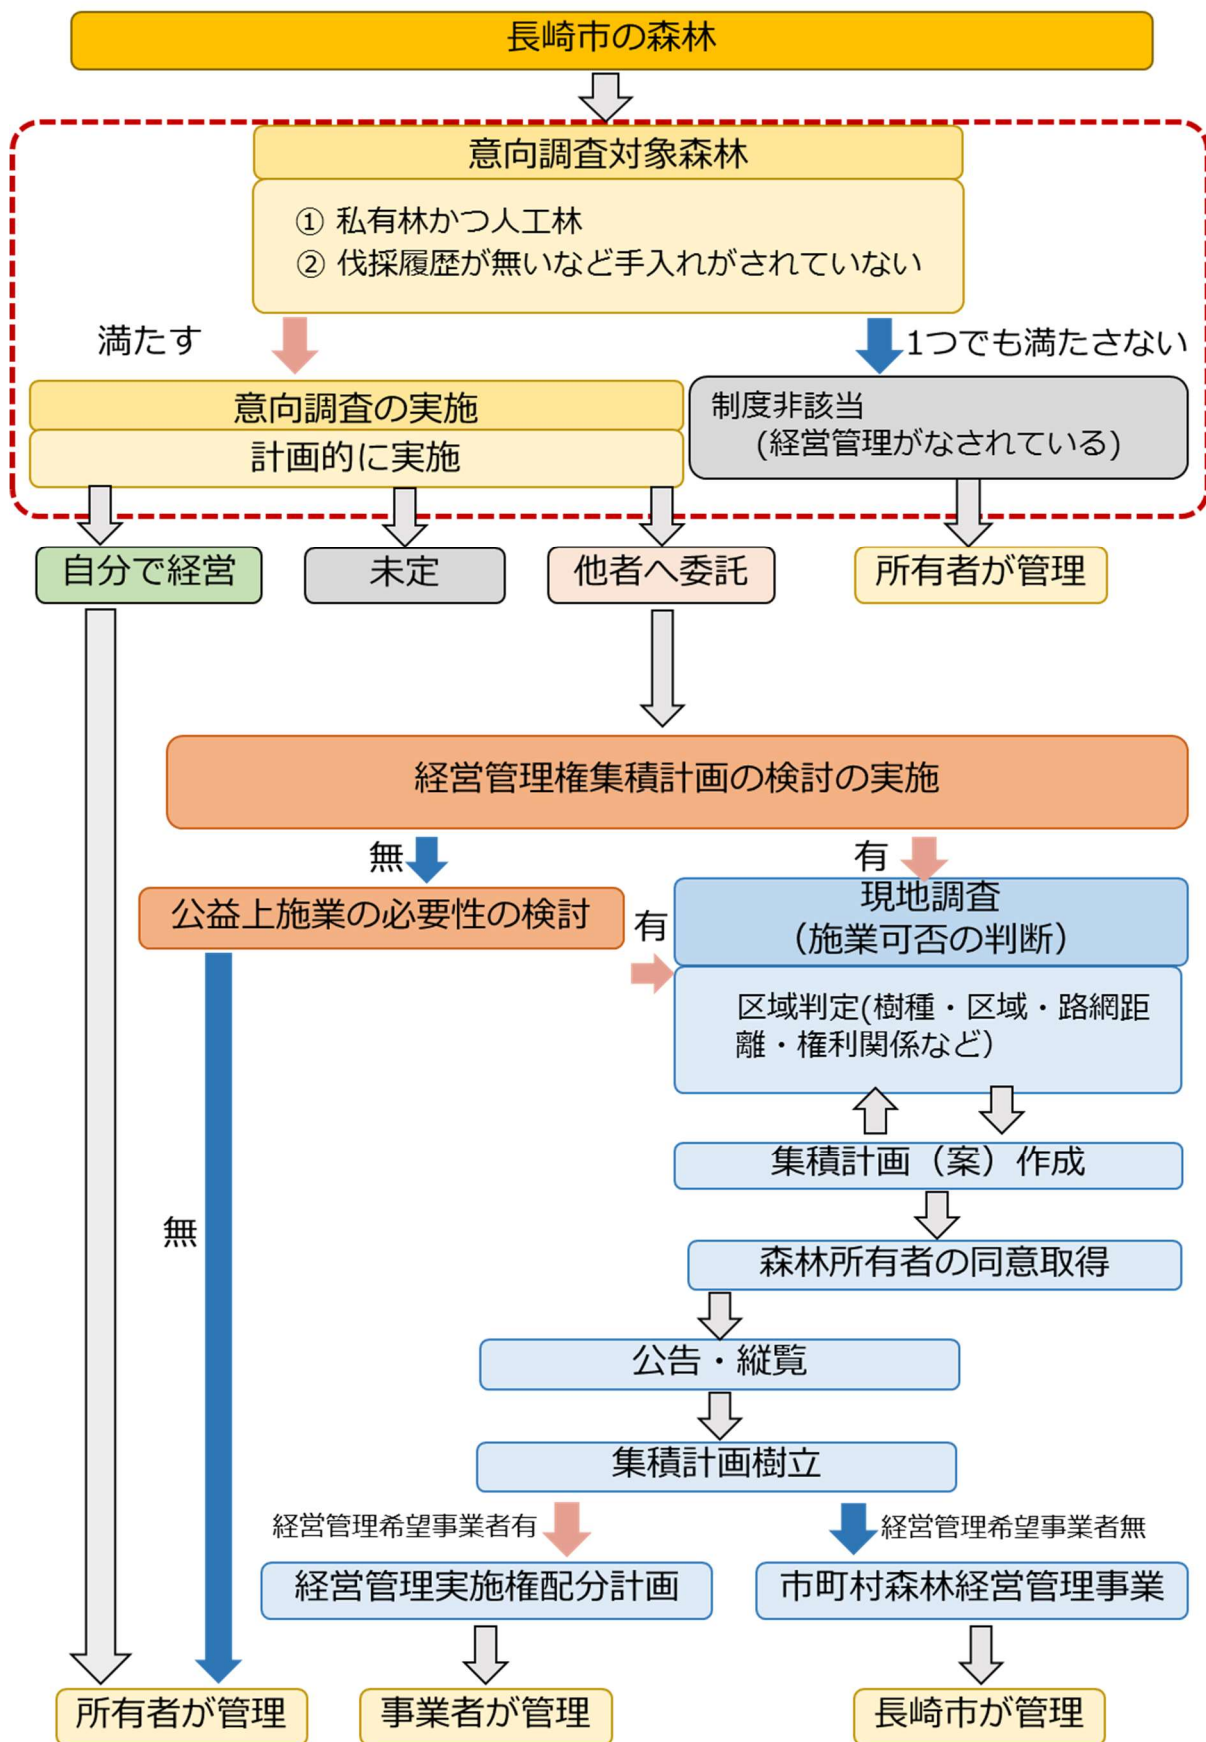 長崎市の森林
意向調査対象森林
① 私有林かつ人工林
② 伐採履歴が無いなど手入れがされていない
満たす
1つでも満たさない
意向調査の実施
計画的に実施
制度非該当
(経営管理がなされている)
自分で経営
未定
他者へ委託
所有者が管理
経営管理権集積計画の検討の実施
無
有
公益上施業の必要性の検討
有
現地調査
（施業可否の判断）
区域判定(樹種・区域・路網距
離・権利関係など）
集積計画（案）作成
無
森林所有者の同意取得
公告・縦覧
集積計画樹立
経営管理希望事業者有
経営管理希望事業者無
経営管理実施権配分計画
市町村森林経営管理事業
所有者が管理
事業者が管理
長崎市が管理